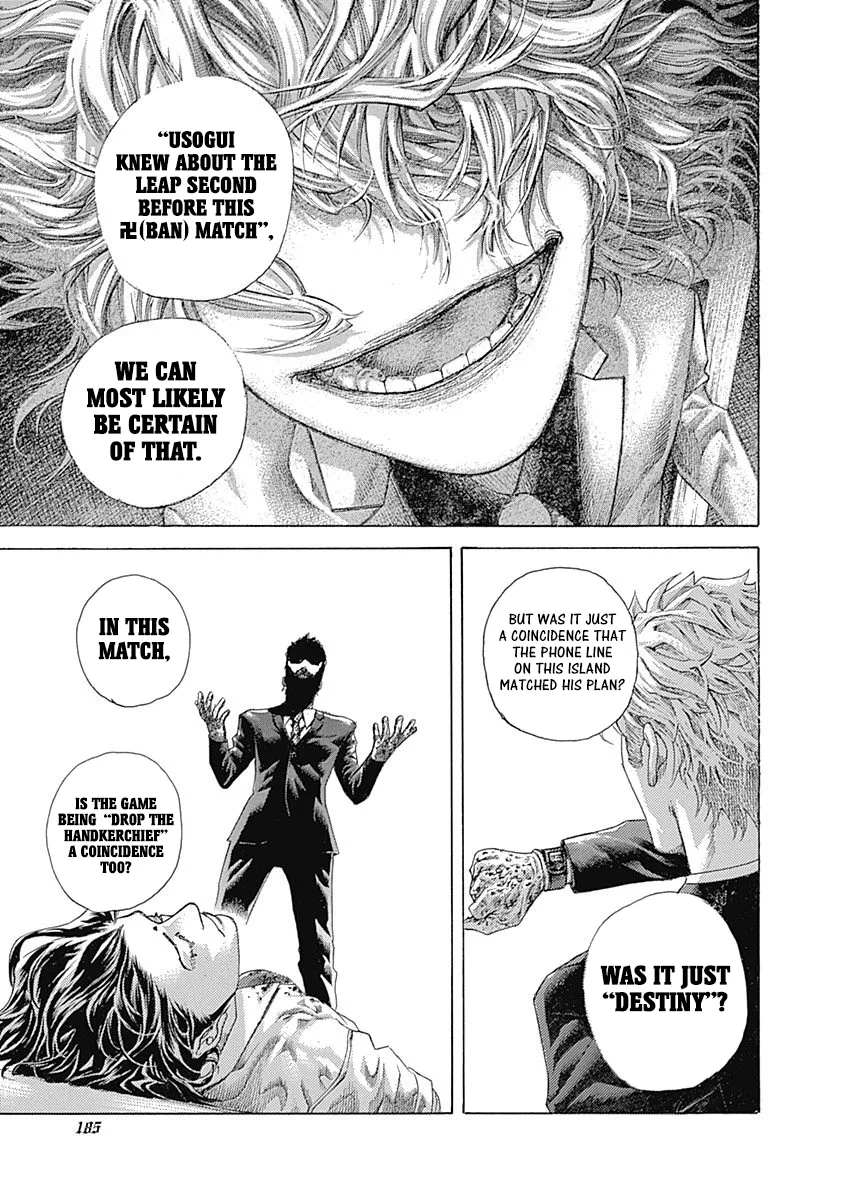 “USOGUI
KNEW ABOUT THE
LEAP SECOND
BEFORE THIS
卍(BAN) MATCH”,
WE CAN
MOST LIKELY
BE CERTAIN
OF THAT.
BUT WAS IT JUST
A COINCIDENCE THAT
THE PHONE LINE
ON THIS ISLAND
MATCHED HIS PLAN?
WAS IT JUST
“DESTINY”?
IN THIS
MATCH,
IS THE GAME
BEING “DROP THE
HANDKERCHIEF”
A COINCIDENCE
TOO?
185